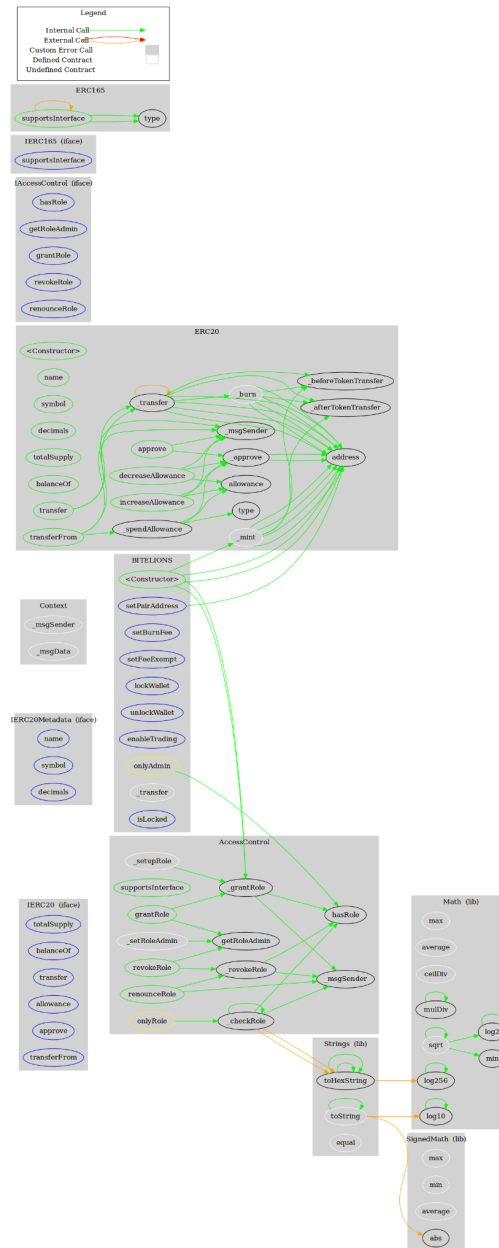 Legend
Internal Call
External Call
Custom Error Call
Defined Contract
Undefined Contract
ERC165
supportsInterface
type
IERC165 (iface)
supportsInterface
IAccessControl (iface)
hasRole
getRoleAdmin
grantRole
revokeRole
renounceRole
ERC20
<Constructor>
name
symbol
decimals
totalSupply
balanceOf
transfer
transferFrom
_transfer
approve
decreaseAllowance
increaseAllowance
_spendAllowance
_burn
_msgSender
_approve
allowance
type
_mint
_beforeTokenTransfer
_afterTokenTransfer
address
BITELIONS
<Constructor>
setPairAddress
setBurnFee
setFeeExempt
lockWallet
unlockWallet
enableTrading
onlyAdmin
_transfer
isLocked
Context
_msgSender
_msgData
IERC20Metadata (iface)
name
symbol
decimals
AccessControl
_setupRole
supportsInterface
grantRole
_setRoleAdmin
revokeRole
renounceRole
onlyRole
_grantRole
getRoleAdmin
_revokeRole
_checkRole
hasRole
_msgSender
IERC20 (iface)
totalSupply
balanceOf
transfer
allowance
approve
transferFrom
Strings (lib)
toHexString
toString
equal
Math (lib)
max
average
ceilDiv
mulDiv
sqrt
log2
min
log256
log10
SignedMath (lib)
max
min
average
abs